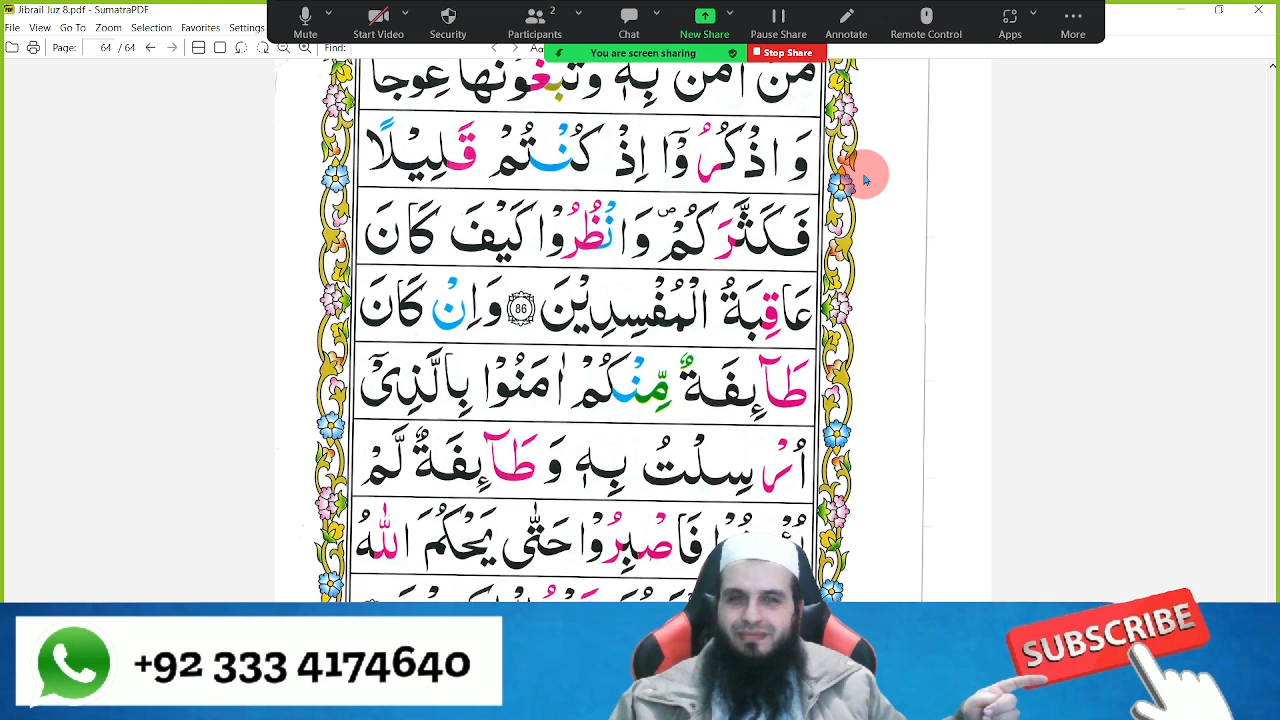 Jibrail Juz 8.pdf - SumatraPDF
File View Go To Zoom Selection Favorites Settings
Page: 64 / 64 Find:
Mute Start Video Security 2 Participants Chat New Share Pause Share Annotate Remote Control Apps More
You are screen sharing Stop Share
مَنْ اٰمَنَ بِهٖ وَتَبْغُوْنَهَا عِوَجًا
وَ اذْكُرُوْٓا اِذْ كُنْتُمْ قَلِيْلًا
فَكَثَّرَكُمْ ۪ وَ انْظُرُوْا كَيْفَ كَانَ
عَاقِبَةُ الْمُفْسِدِيْنَ 86 وَ اِنْ كَانَ
طَآئِفَةٌ مِّنْكُمْ اٰمَنُوْا بِالَّذِيْٓ
اُرْسِلْتُ بِهٖ وَ طَآئِفَةٌ لَّمْ
فَاصْبِرُوْا حَتّٰى يَحْكُمَ اللّٰهُ
+92 333 4174640
SUBSCRIBE